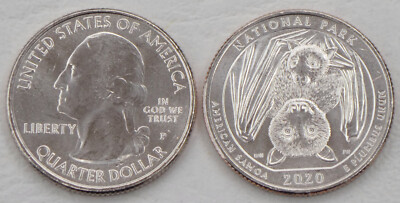 UNITED STATES OF AMERICA
LIBERTY
IN
GOD WE
TRUST
P
QUARTER DOLLAR
NATIONAL PARK
AMERICAN SAMOA
2020
E PLURIBUS UNUM